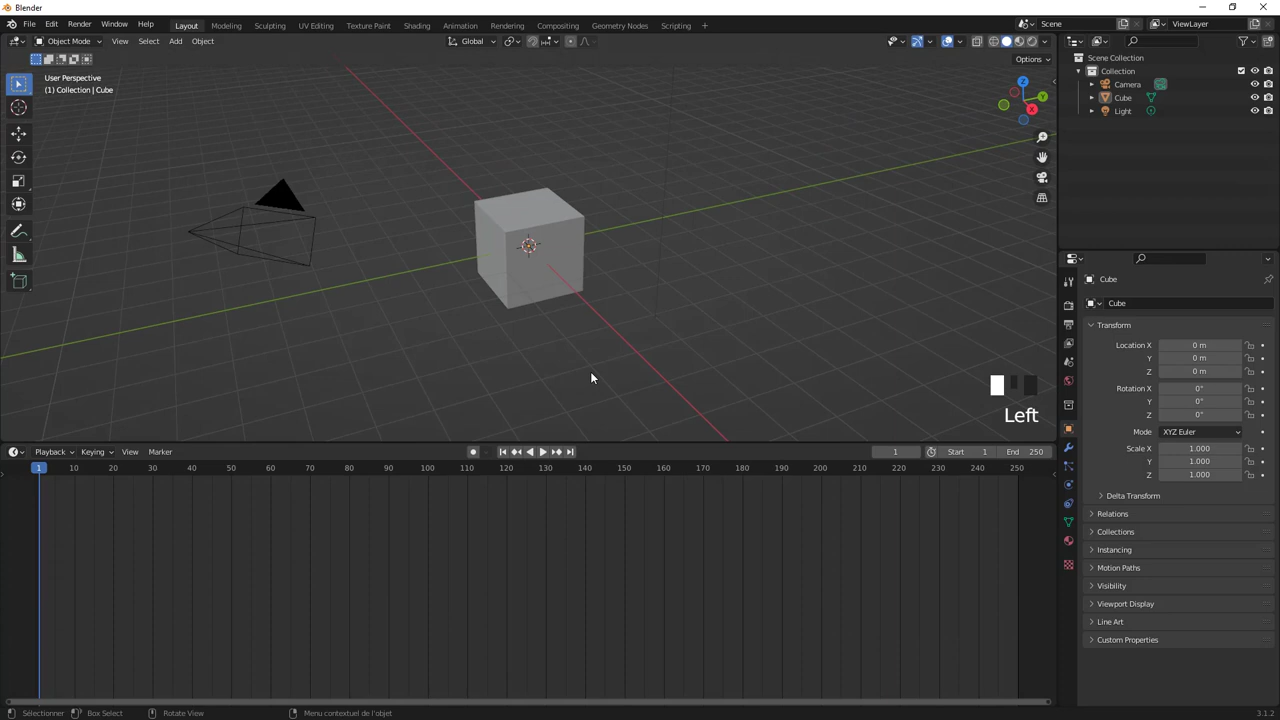 Blender
File Edit Render Window Help Layout Modeling Sculpting UV Editing Texture Paint Shading Animation Rendering Compositing Geometry Nodes Scripting + Scene ViewLayer
Object Mode View Select Add Object Global
Options
User Perspective
(1) Collection | Cube
Z
Y
X
Left
Scene Collection
Collection
Camera
Cube
Light
Cube
Cube
Transform
Location X 0 m
Y 0 m
Z 0 m
Rotation X 0°
Y 0°
Z 0°
Mode XYZ Euler
Scale X 1.000
Y 1.000
Z 1.000
Delta Transform
Relations
Collections
Instancing
Motion Paths
Visibility
Viewport Display
Line Art
Custom Properties
Playback Keying View Marker 1 Start 1 End 250
1 10 20 30 40 50 60 70 80 90 100 110 120 130 140 150 160 170 180 190 200 210 220 230 240 250
Sélectionner Box Select Rotate View Menu contextuel de l'objet 3.1.2